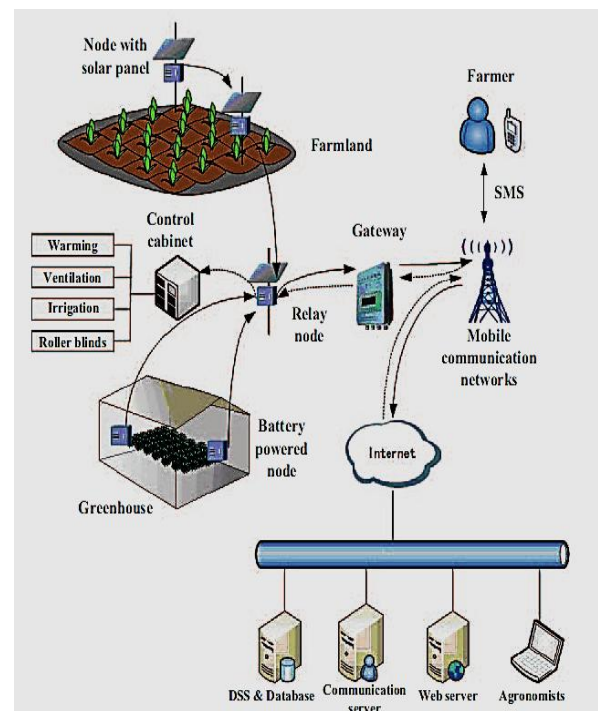 Node with
solar panel
Farmer
Farmland
SMS
Control
cabinet
Gateway
Warming
Ventilation
Irrigation
Roller blinds
Relay
node
Mobile
communication
networks
Battery
powered
node
Greenhouse
Internet
DSS & Database
Communication
server
Web server
Agronomists